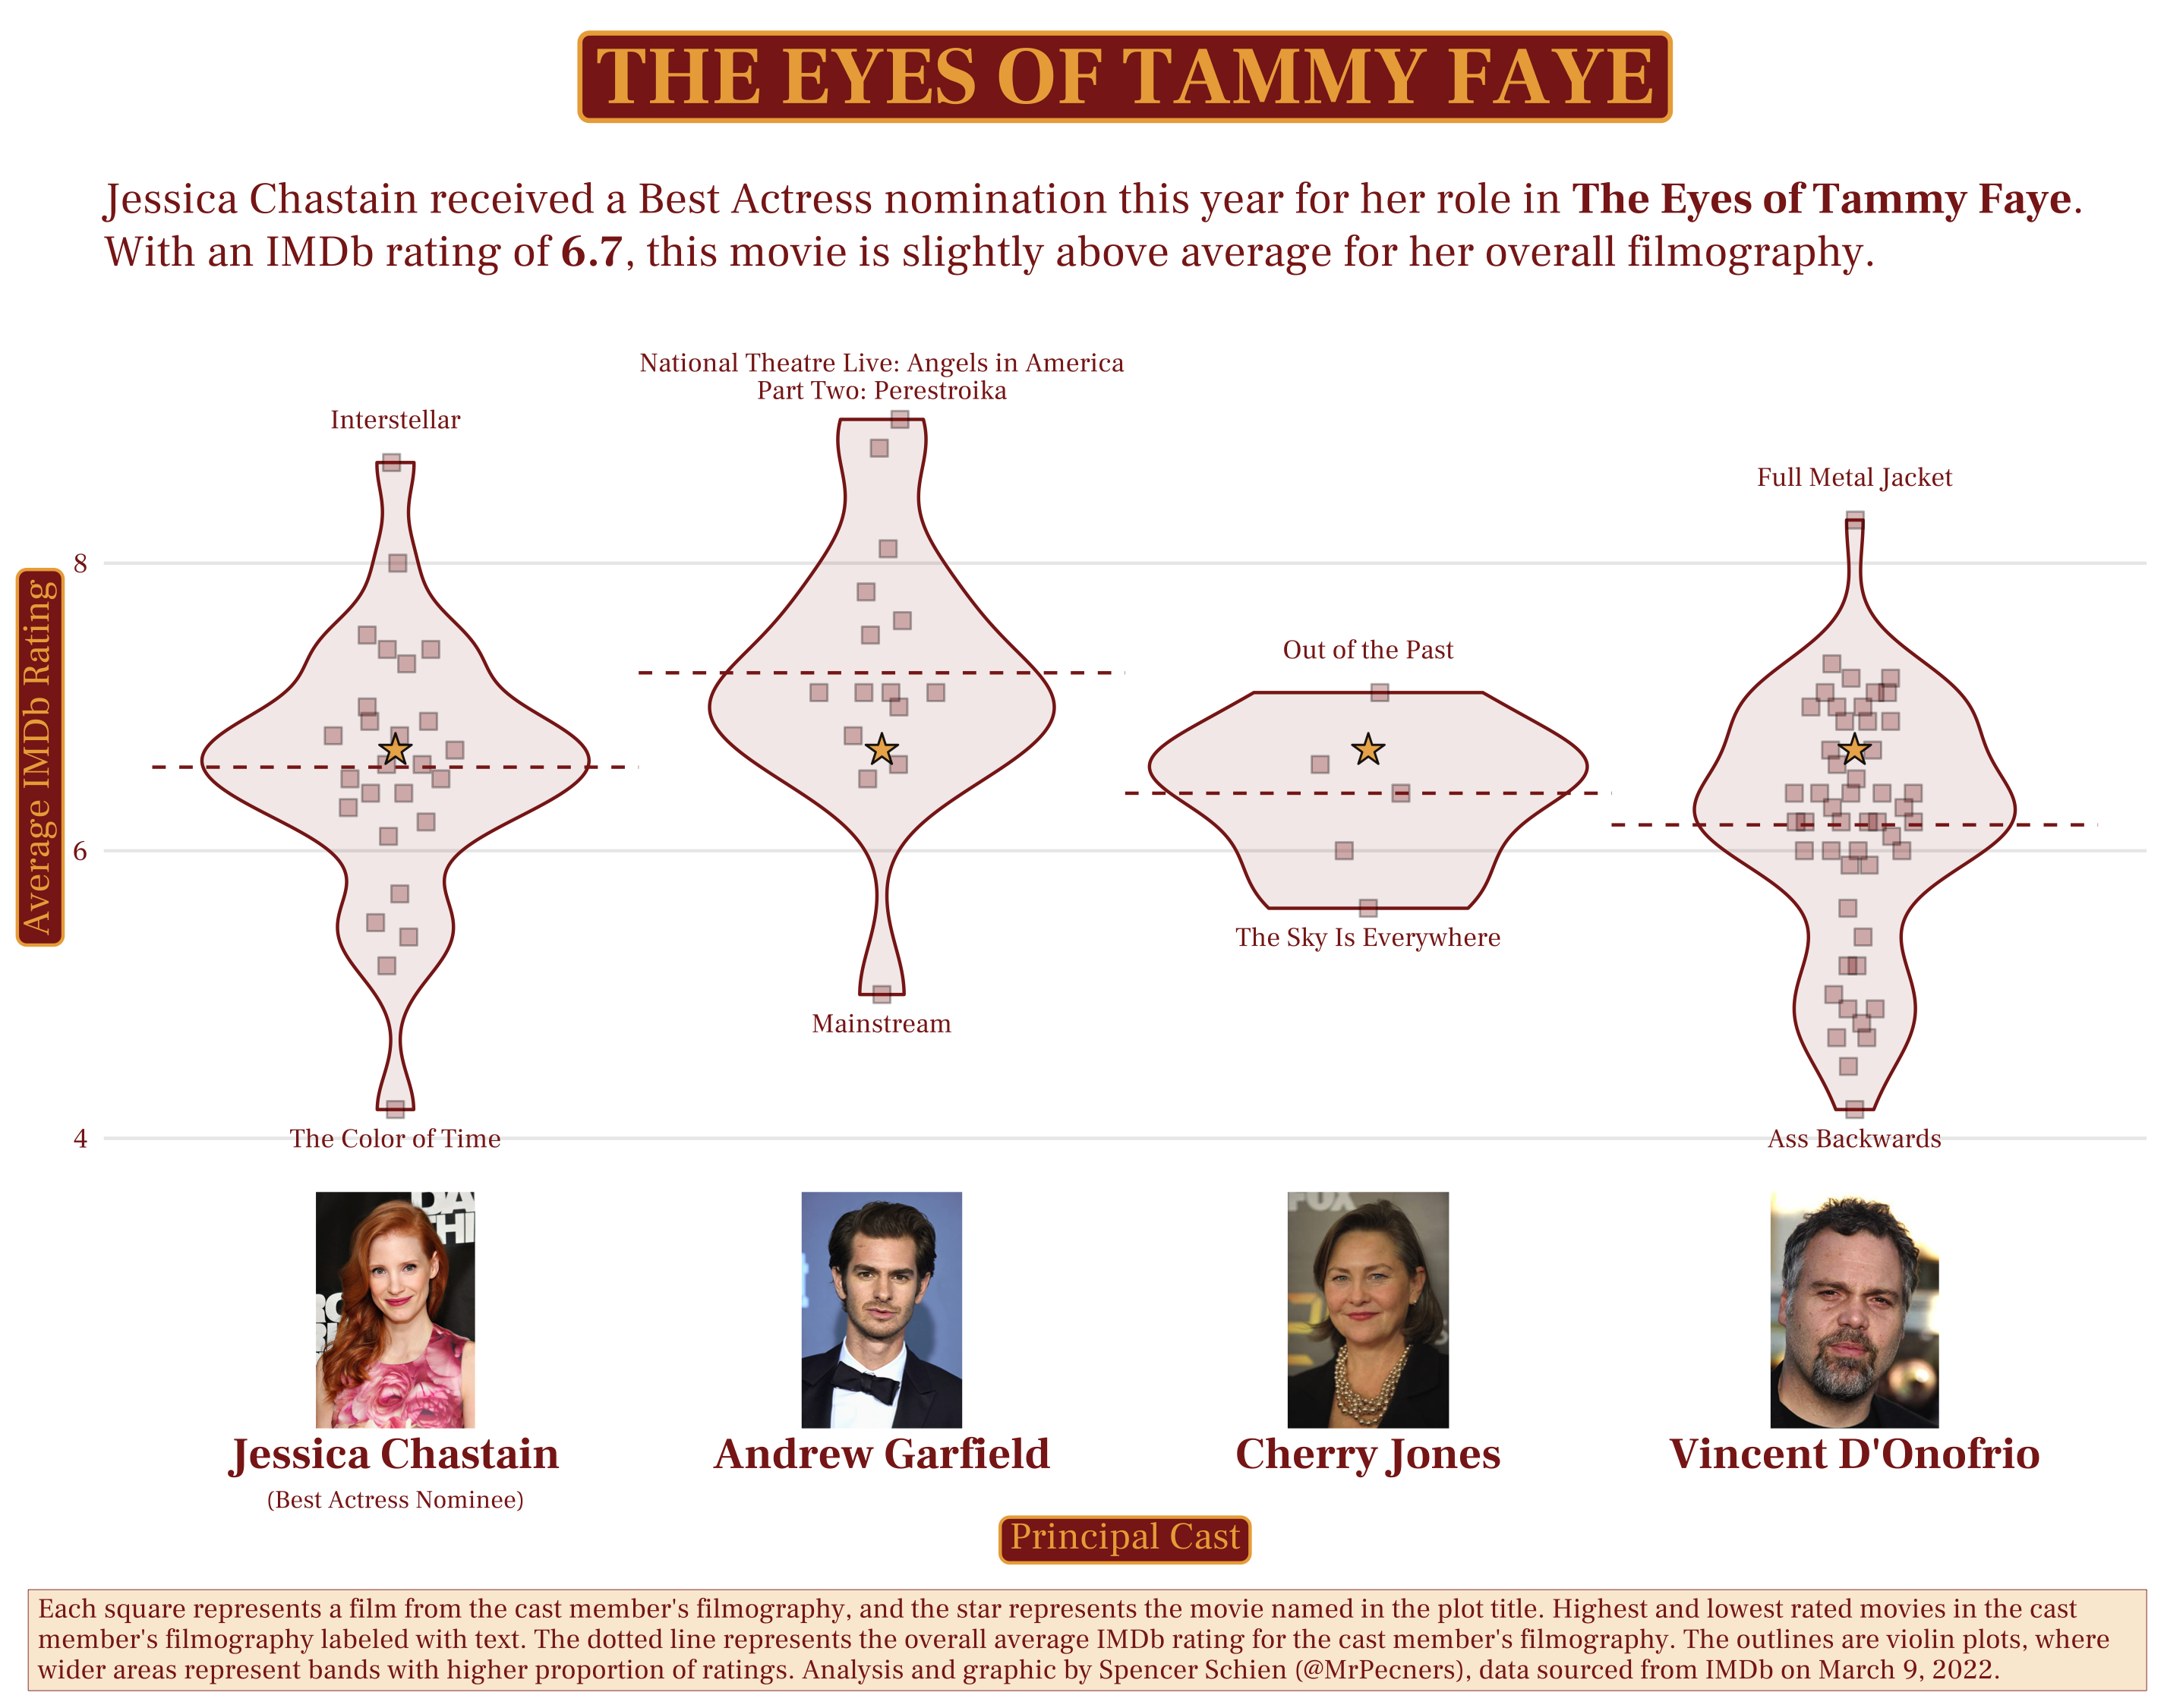 THE EYES OF TAMMY FAYE
Jessica Chastain received a Best Actress nomination this year for her role in The Eyes of Tammy Faye.
With an IMDb rating of 6.7, this movie is slightly above average for her overall filmography.
National Theatre Live: Angels in America
Part Two: Perestroika
Interstellar
Full Metal Jacket
8
Average IMDb Rating
Out of the Past
6
The Sky Is Everywhere
Mainstream
4
The Color of Time
Ass Backwards
FOX
Jessica Chastain
Andrew Garfield
Cherry Jones
Vincent D'Onofrio
(Best Actress Nominee)
Principal Cast
Each square represents a film from the cast member's filmography, and the star represents the movie named in the plot title. Highest and lowest rated movies in the cast
member's filmography labeled with text. The dotted line represents the overall average IMDb rating for the cast member's filmography. The outlines are violin plots, where
wider areas represent bands with higher proportion of ratings. Analysis and graphic by Spencer Schien (@MrPecners), data sourced from IMDb on March 9, 2022.